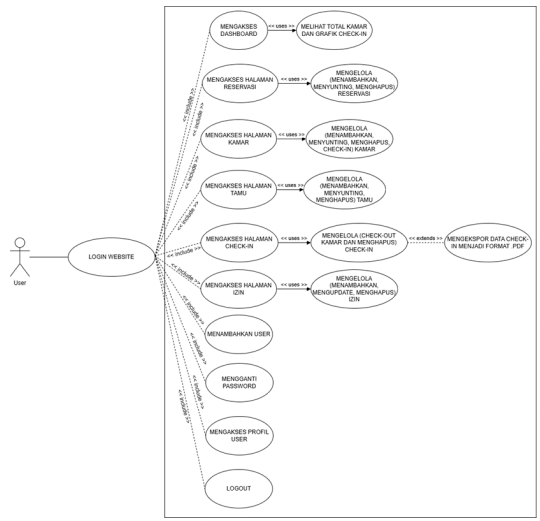 MENGAKSES
DASHBOARD
<< uses >>
MELIHAT TOTAL KAMAR
DAN GRAFIK CHECK-IN
MENGAKSES HALAMAN
RESERVASI
<< uses >>
MENGELOLA
(MENAMBAHKAN,
MENYUNTING, MENGHAPUS)
RESERVASI
MENGAKSES HALAMAN
KAMAR
<< uses >>
MENGELOLA
(MENAMBAHKAN,
MENYUNTING, MENGHAPUS,
CHECK-IN) KAMAR
MENGAKSES HALAMAN
TAMU
<< uses >>
MENGELOLA
(MENAMBAHKAN,
MENYUNTING,
MENGHAPUS) TAMU
MENGAKSES HALAMAN
CHECK-IN
<< uses >>
MENGELOLA (CHECK-OUT
KAMAR DAN MENGHAPUS)
CHECK-IN
<< extends >>
MENGEKSPOR DATA CHECK-
IN MENJADI FORMAT .PDF
User
LOGIN WEBSITE
MENGAKSES HALAMAN
IZIN
<< uses >>
MENGELOLA
(MENAMBAHKAN,
MENGUPDATE, MENGHAPUS)
IZIN
MENAMBAHKAN USER
MENGGANTI
PASSWORD
MENGAKSES PROFIL
USER
LOGOUT
<< include >>
<< include >>
<< include >>
<< include >>
<< include >>
<< include >>
<< include >>
<< include >>
<< include >>
<< include >>